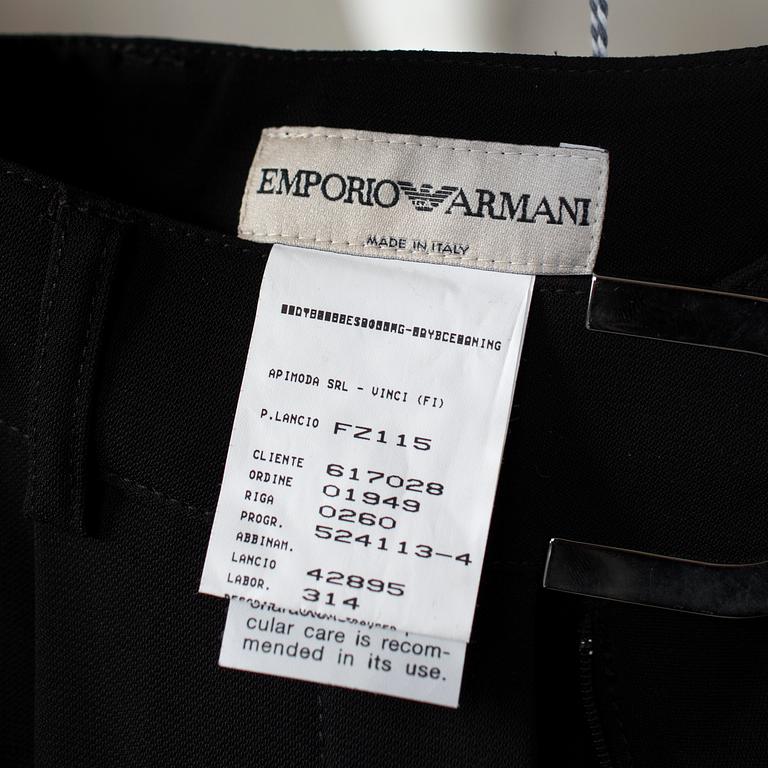 EMPORIO ARMANI
MADE IN ITALY
APIMODA SRL - VINCI (FI)
P.LANCIO FZ115
CLIENTE 617028
ORDINE 01949
RIGA 0260
PROGR. 524113-4
ABBINAM.
LANCIO 42895
LABOR. 314
cular care is recom-
mended in its use.